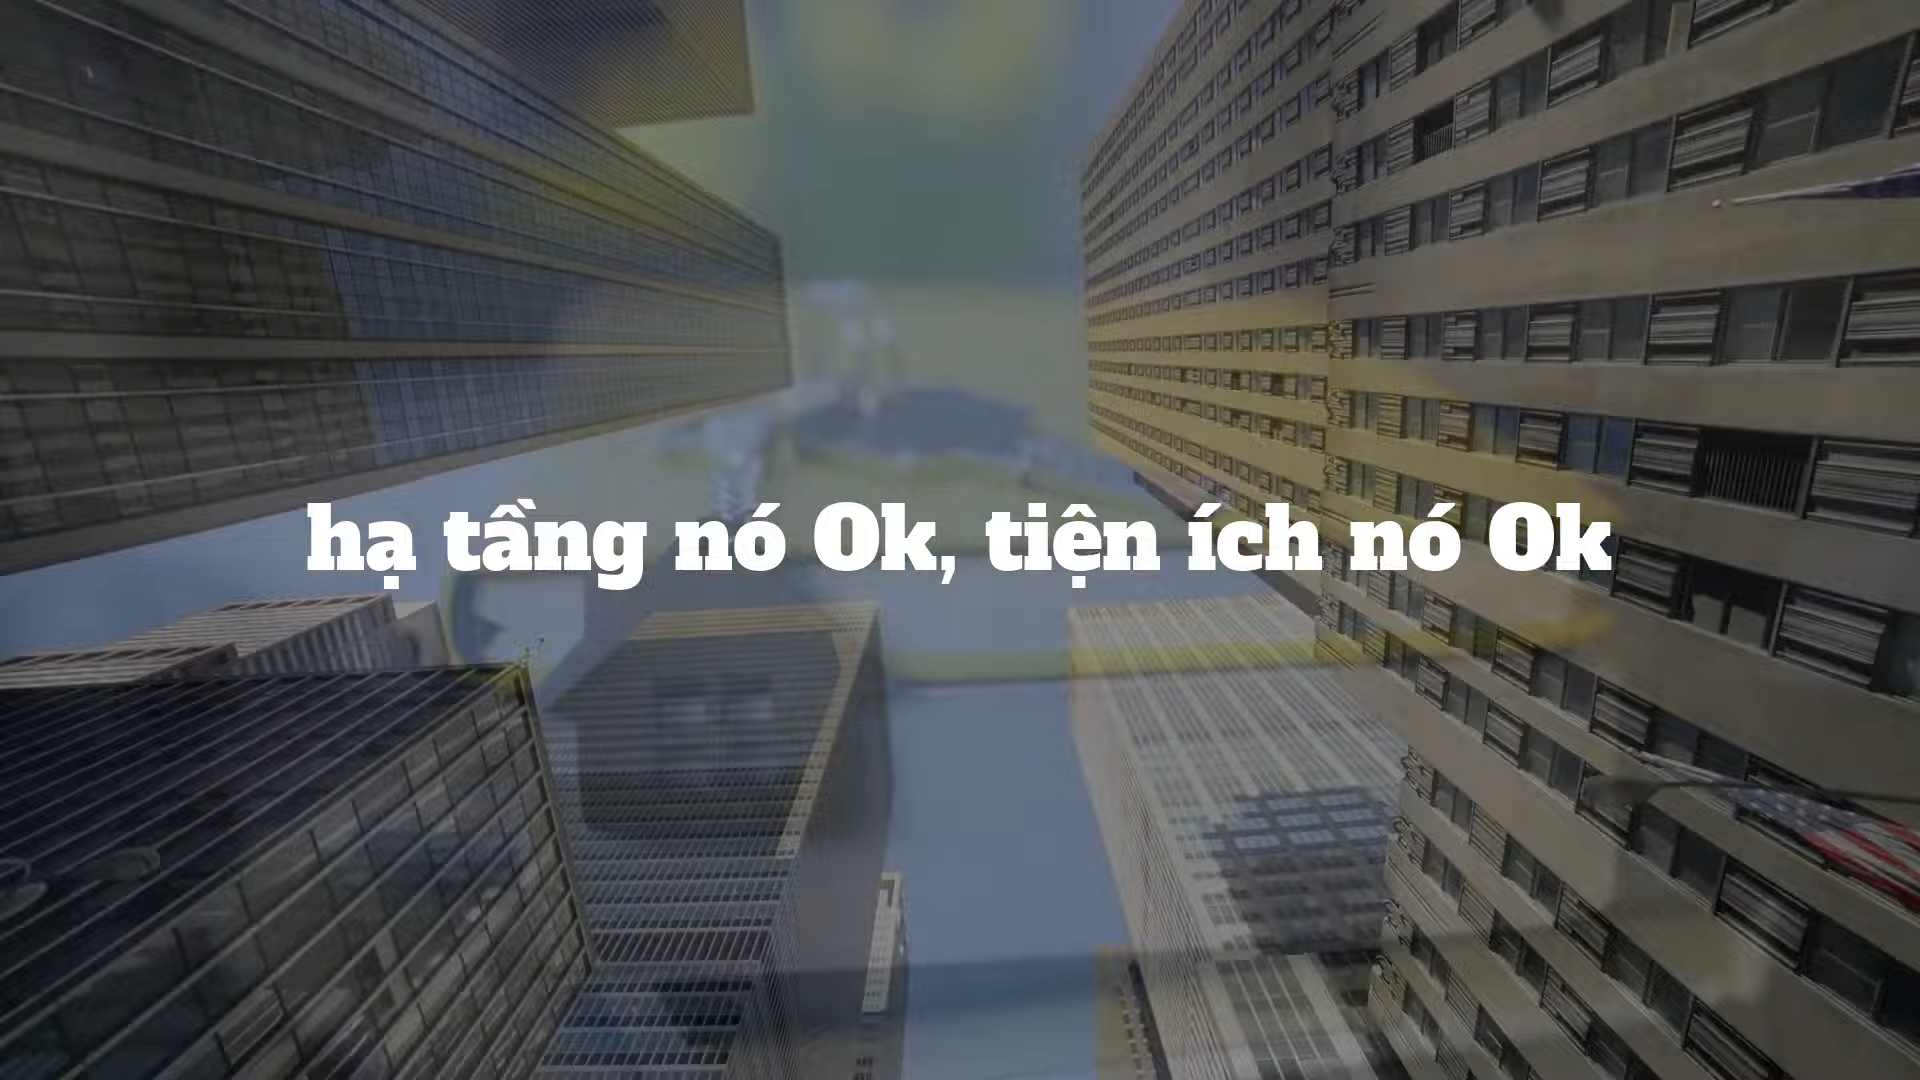 hạ tầng nó Ok, tiện ích nó Ok